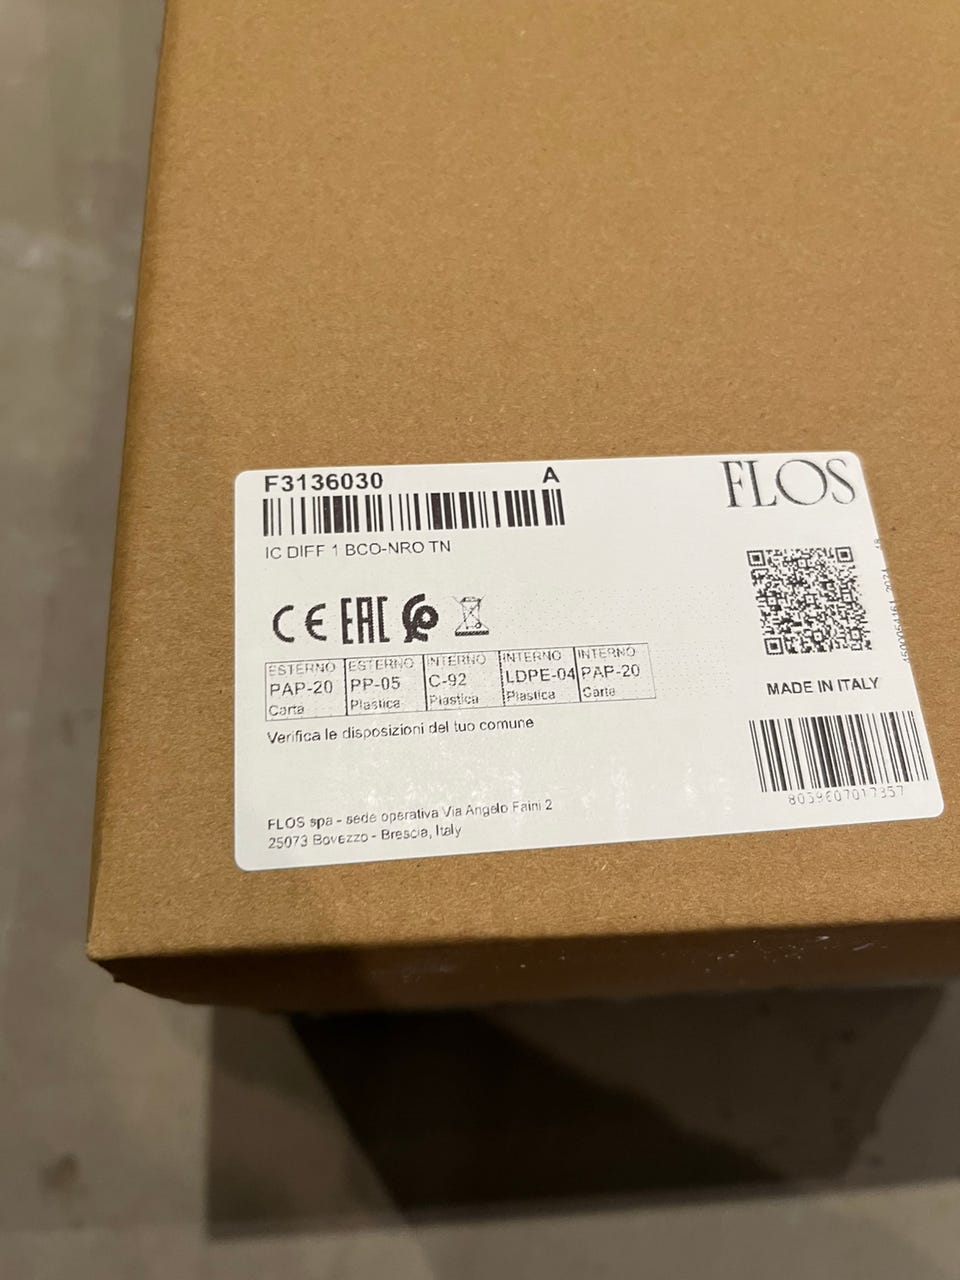 F3136030 A
IC DIFF 1 BCO-NRO TN
FLOS
CE EAC
ESTERNO ESTERNO INTERNO INTERNO INTERNO
PAP-20 PP-05 C-92 LDPE-04 PAP-20
Carta Plastica Plastica Plastica Carta
Verifica le disposizioni del tuo comune
MADE IN ITALY
8059607017357
FLOS spa - sede operativa Via Angelo Faini 2
25073 Bovezzo - Brescia, Italy